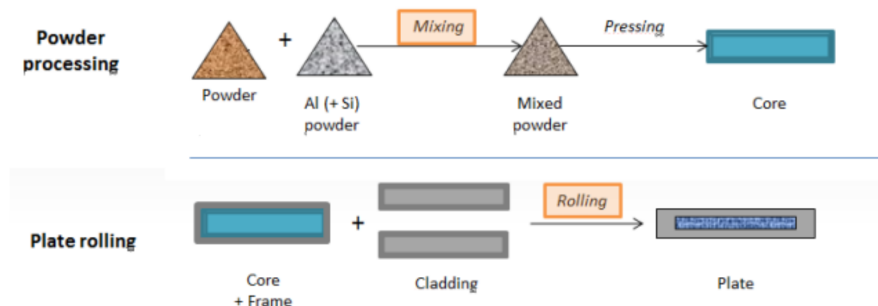 Powder
processing
+
Mixing
Pressing
Powder
Al (+ Si)
powder
Mixed
powder
Core
Plate rolling
+
Rolling
Core
+ Frame
Cladding
Plate